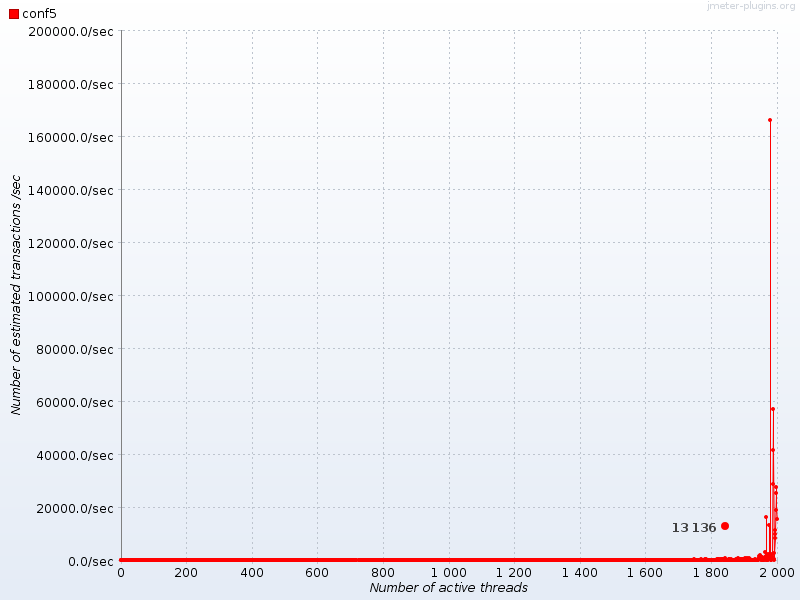 jmeter-plugins.org
conf5
200000.0/sec
180000.0/sec
160000.0/sec
140000.0/sec
120000.0/sec
100000.0/sec
80000.0/sec
60000.0/sec
40000.0/sec
20000.0/sec
0.0/sec
Number of estimated transactions /sec
13 136
0 200 400 600 800 1 000 1 200 1 400 1 600 1 800 2 000
Number of active threads